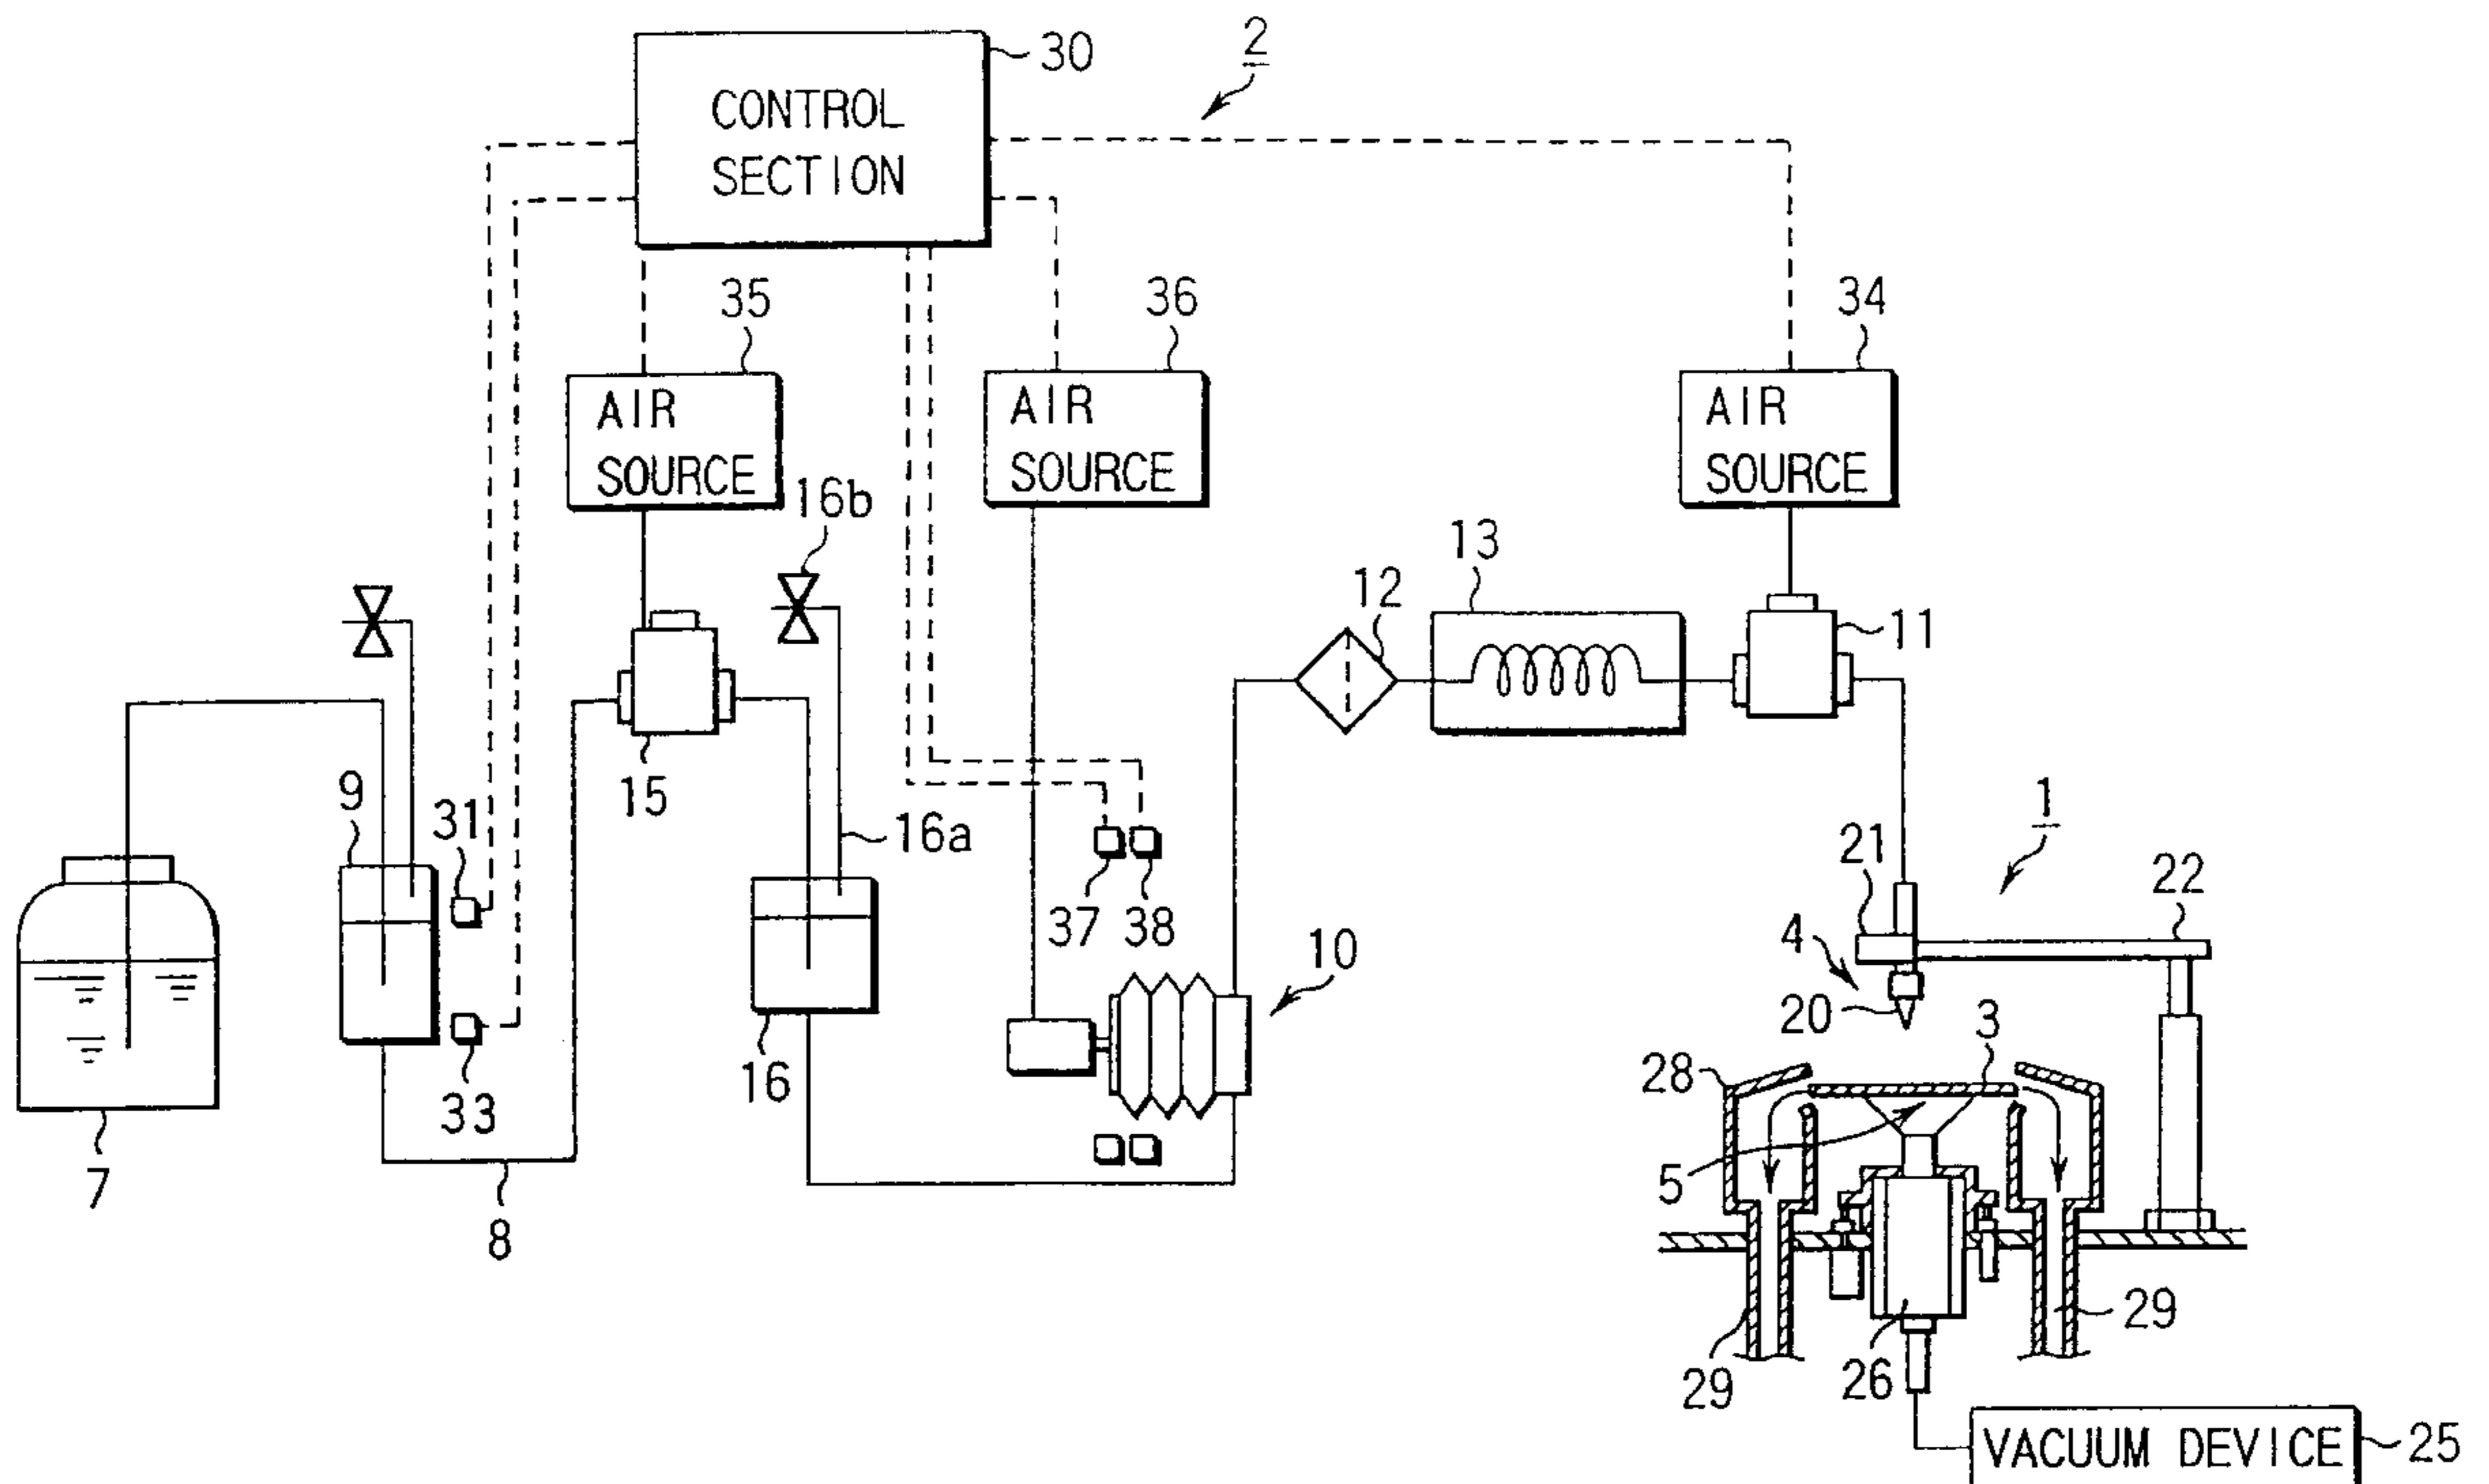 2
30
CONTROL
SECTION
35
36
34
AIR
SOURCE
AIR
SOURCE
AIR
SOURCE
16b
13
12
11
15
9
31
16a
1
21
22
37
38
4
10
20
3
16
28
33
7
5
8
29
26
29
VACUUM DEVICE
25